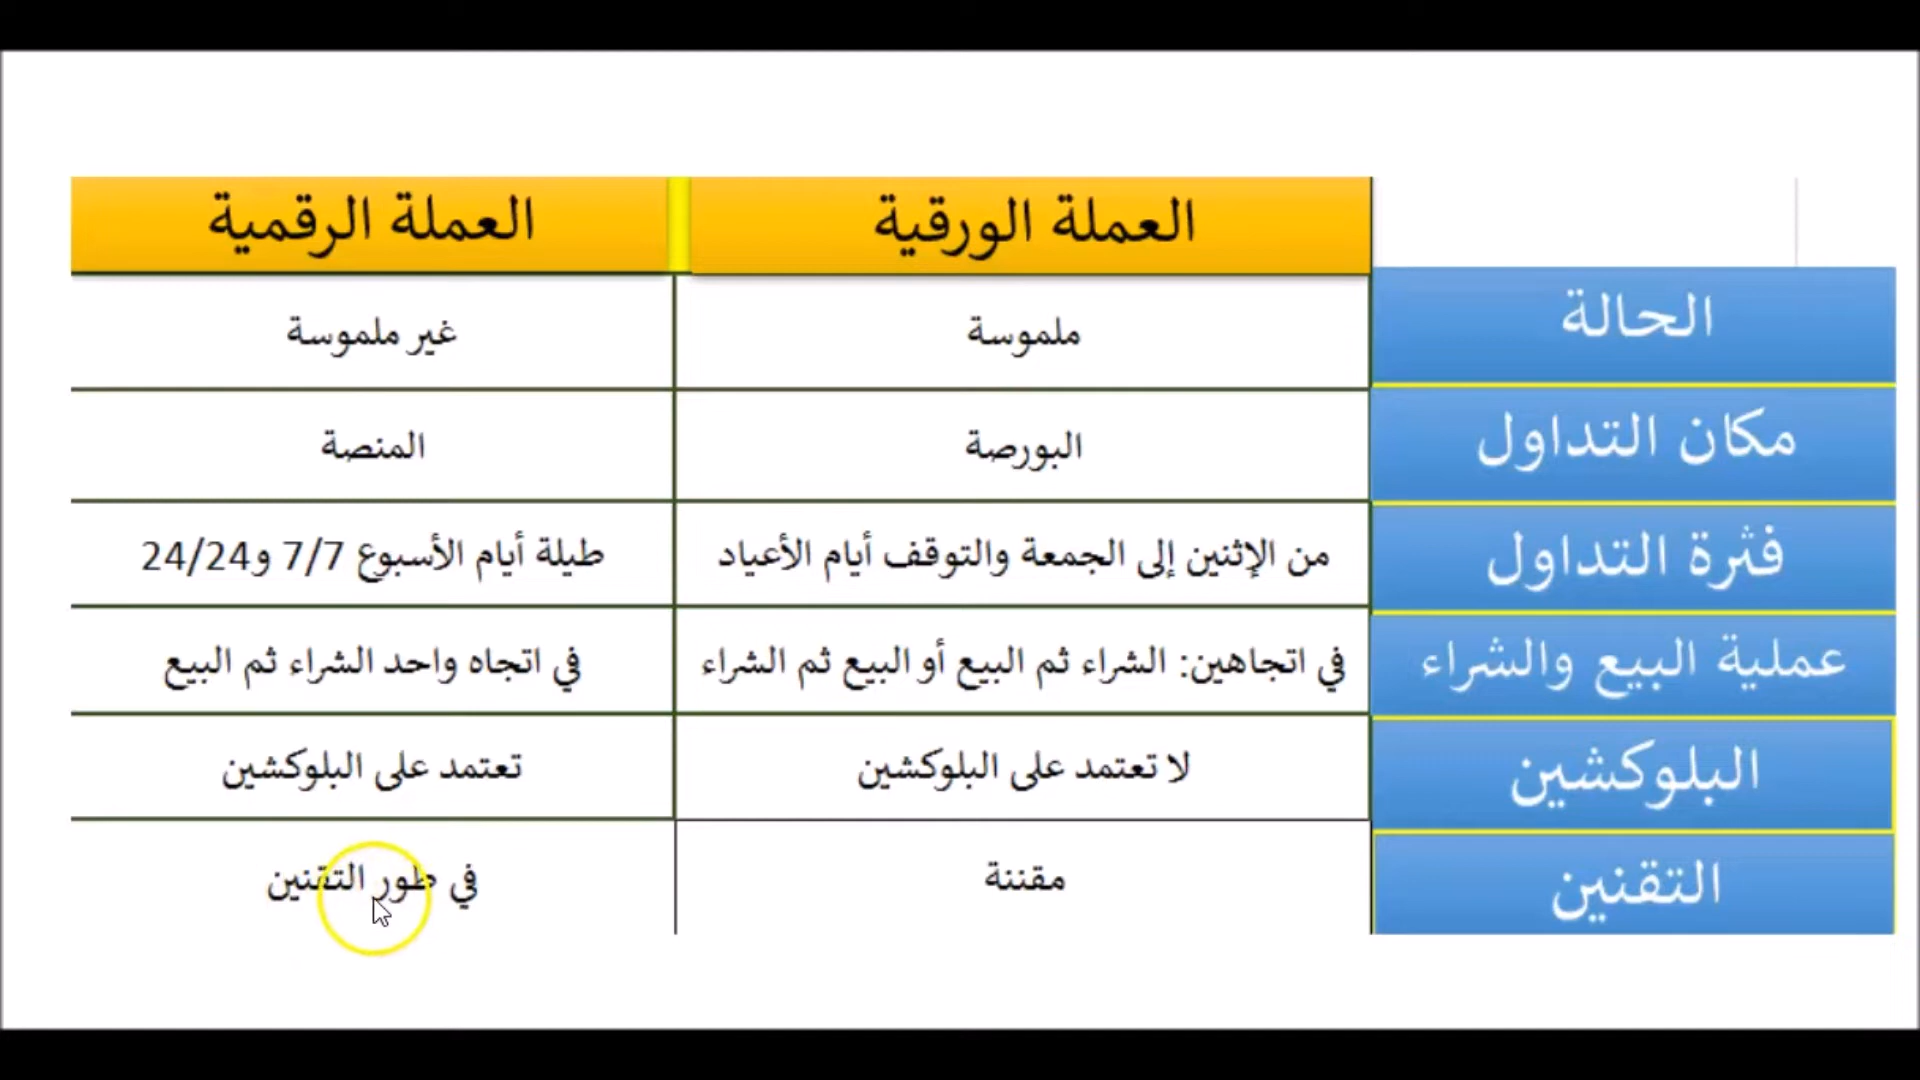 العملة الورقية
العملة الرقمية
الحالة
ملموسة
غير ملموسة
مكان التداول
البورصة
المنصة
فثرة التداول
من الإثنين إلى الجمعة والتوقف أيام الأعياد
طيلة أيام الأسبوع 7/7 و24/24
عملية البيع والشراء
في اتجاهين: الشراء ثم البيع أو البيع ثم الشراء
في اتجاه واحد الشراء ثم البيع
البلوكشين
لا تعتمد على البلوكشين
تعتمد على البلوكشين
التقنين
مقننة
في طور التقنين